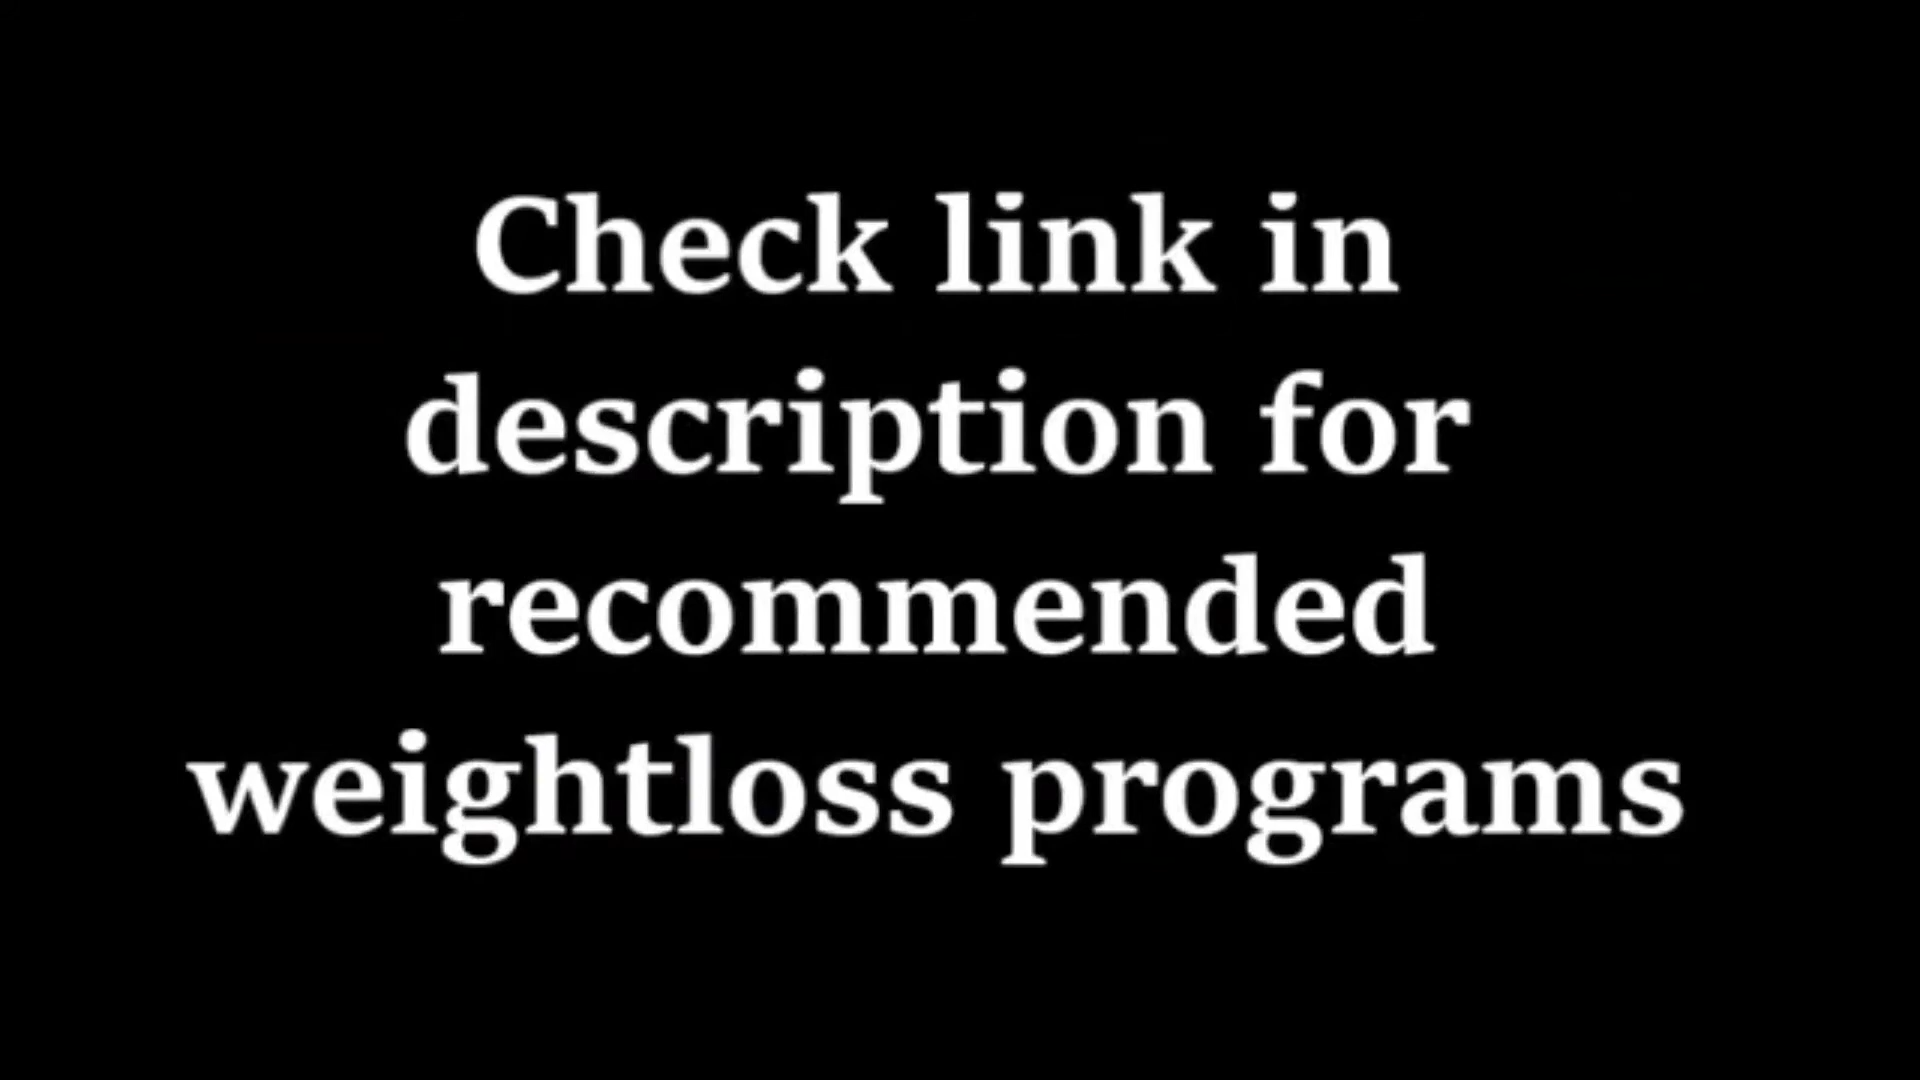 Check link in
description for
recommended
weightloss programs